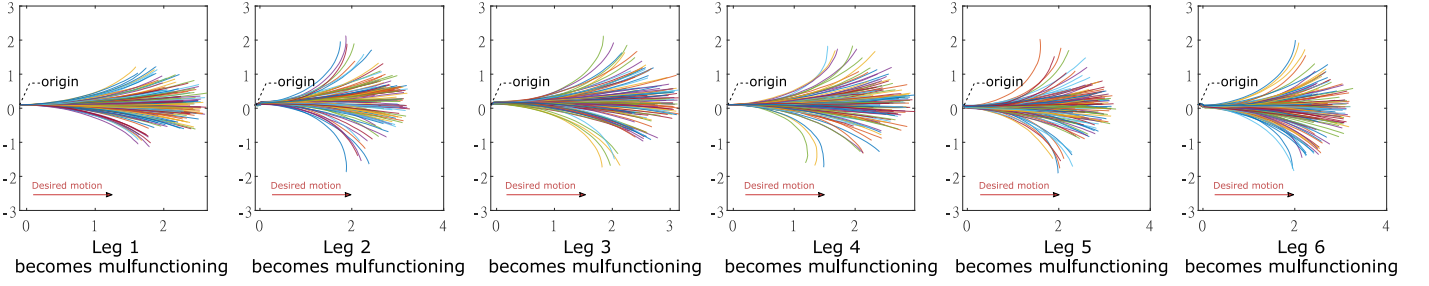 3
2
1
0
-1
-2
-3
origin
Desired motion
0
1
2
Leg 1
becomes mulfunctioning
3
2
1
0
-1
-2
-3
origin
Desired motion
0
2
4
Leg 2
becomes mulfunctioning
3
2
1
0
-1
-2
-3
origin
Desired motion
0
1
2
3
Leg 3
becomes mulfunctioning
3
2
1
0
-1
-2
-3
origin
Desired motion
0
1
2
Leg 4
becomes mulfunctioning
3
2
1
0
-1
-2
-3
origin
Desired motion
0
2
4
Leg 5
becomes mulfunctioning
3
2
1
0
-1
-2
-3
origin
Desired motion
0
2
4
Leg 6
becomes mulfunctioning